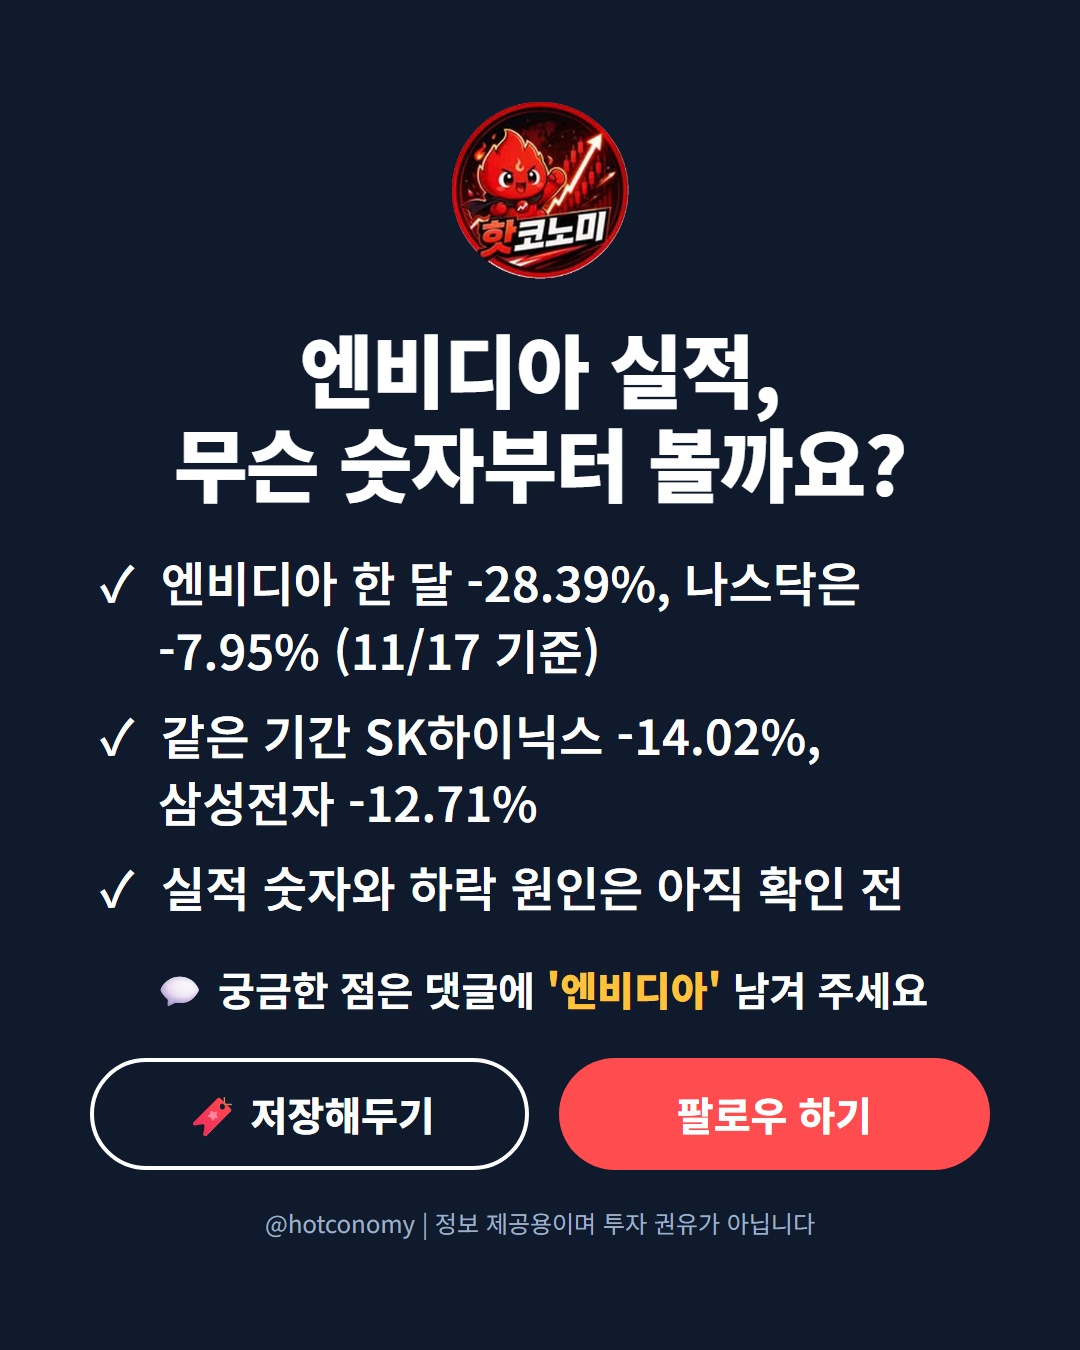 핫코노미
엔비디아 실적,
무슨 숫자부터 볼까요?
✓ 엔비디아 한 달 -28.39%, 나스닥은
-7.95% (11/17 기준)
✓ 같은 기간 SK하이닉스 -14.02%,
삼성전자 -12.71%
✓ 실적 숫자와 하락 원인은 아직 확인 전
💬 궁금한 점은 댓글에 '엔비디아' 남겨 주세요
🔖 저장해두기
팔로우 하기
@hotconomy | 정보 제공용이며 투자 권유가 아닙니다